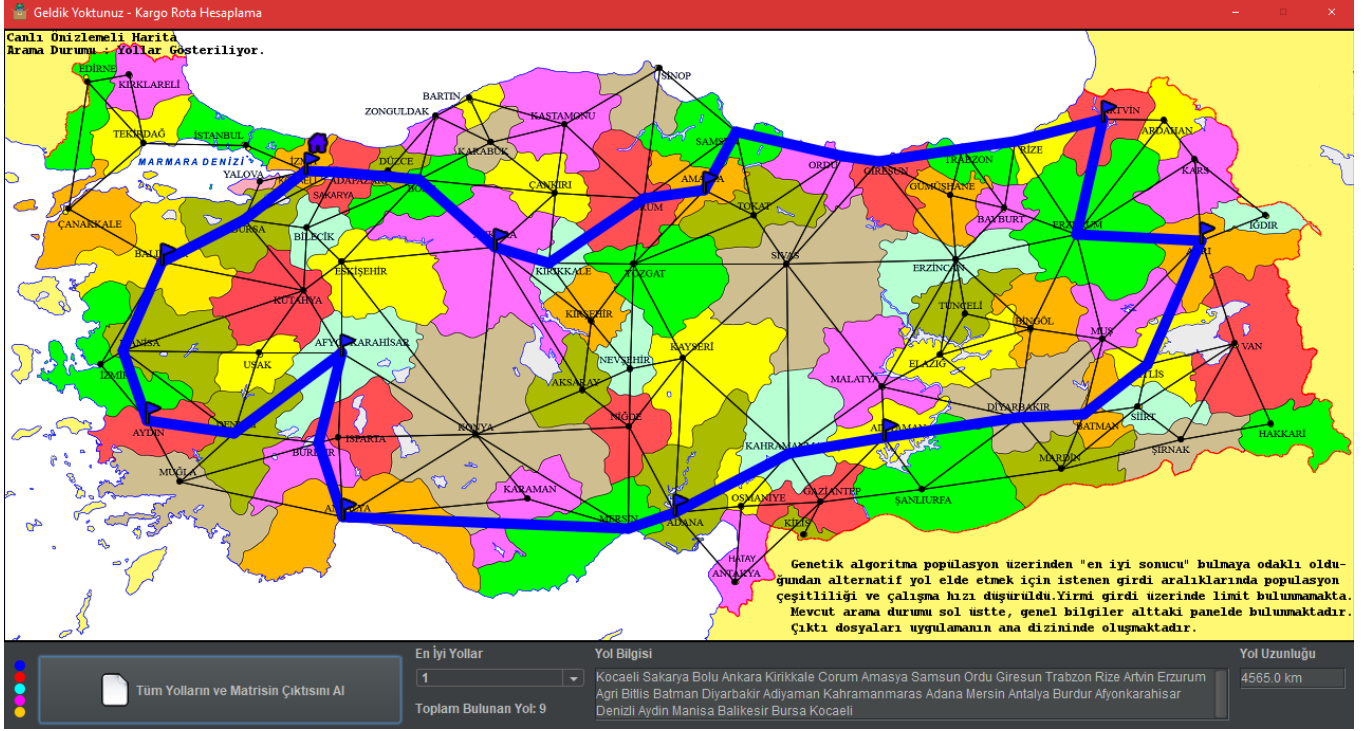 Geldik Yoktunuz - Kargo Rota Hesaplama
Canlı Önizlemeli Harita
Arama Durumu : Yollar Gösteriliyor.
EDİRNE
KIRKLARELİ
SİNOP
BARTIN
ZONGULDAK
KASTAMONU
TEKİRDAĞ
İSTANBUL
KARABÜK
ARDAHAN
MARMARA DENİZİ
DÜZCE
ORDU
GİRESUN
TRABZON
RİZE
YALOVA
KARS
ÇANKIRI
GÜMÜŞHANE
SAKARYA
TOKAT
BAYBURT
ÇANAKKALE
IĞDIR
BİLECİK
SİVAS
ERZİNCAN
ESKİŞEHİR
KIRIKKALE
YOZGAT
KÜTAHYA
TUNCELİ
KIRŞEHİR
BİNGÖL
MUŞ
AFYONKARAHİSAR
KAYSERİ
VAN
NEVŞEHİR
UŞAK
ELAZIĞ
İZMİR
AKSARAY
MALATYA
DİYARBAKIR
SİİRT
NİĞDE
AYDIN
BATMAN
KONYA
ISPARTA
HAKKARİ
ŞIRNAK
MARDİN
MUĞLA
KARAMAN
GAZİANTEP
OSMANİYE
ŞANLIURFA
MERSİN
ADANA
KİLİS
HATAY
ANTAKYA
Genetik algoritma popülasyon üzerinden "en iyi sonucu" bulmaya odaklı oldu-
ğundan alternatif yol elde etmek için istenen girdi aralıklarında populasyon
çeşitliliği ve çalışma hızı düşürüldü.Yirmi girdi üzerinde limit bulunmamakta.
Mevcut arama durumu sol üstte, genel bilgiler alttaki panelde bulunmaktadır.
Çıktı dosyaları uygulamanın ana dizininde oluşmaktadır.
Tüm Yolların ve Matrisin Çıktısını Al
En İyi Yollar
1
Toplam Bulunan Yol: 9
Yol Bilgisi
Kocaeli Sakarya Bolu Ankara Kirikkale Corum Amasya Samsun Ordu Giresun Trabzon Rize Artvin Erzurum
Agri Bitlis Batman Diyarbakir Adiyaman Kahramanmaras Adana Mersin Antalya Burdur Afyonkarahisar
Denizli Aydin Manisa Balikesir Bursa Kocaeli
Yol Uzunluğu
4565.0 km